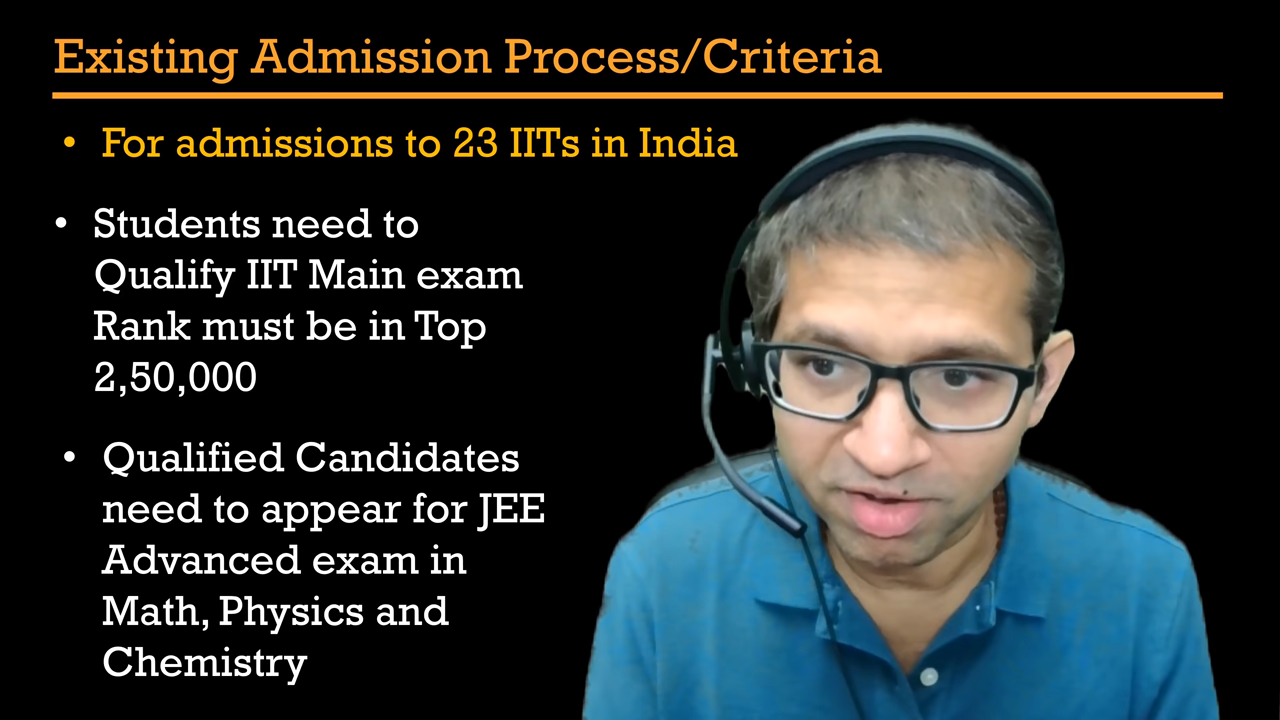 Existing Admission Process/Criteria
• For admissions to 23 IITs in India
• Students need to
Qualify IIT Main exam
Rank must be in Top
2,50,000
• Qualified Candidates
need to appear for JEE
Advanced exam in
Math, Physics and
Chemistry